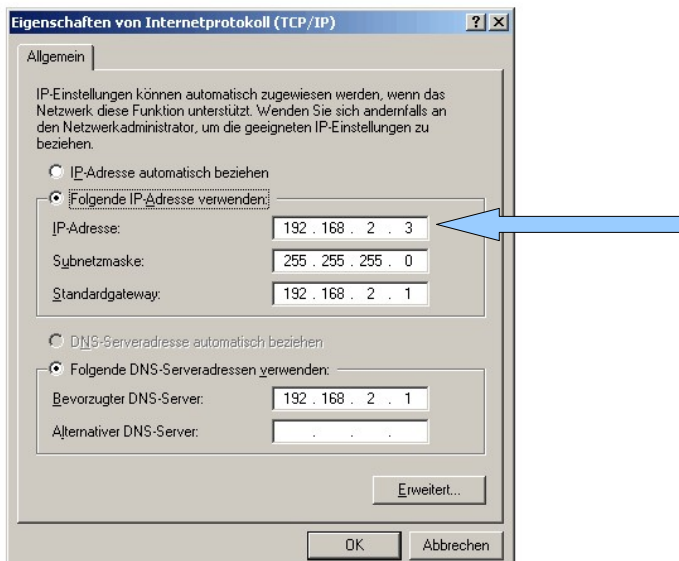 Eigenschaften von Internetprotokoll (TCP/IP)
Allgemein
IP-Einstellungen können automatisch zugewiesen werden, wenn das
Netzwerk diese Funktion unterstützt. Wenden Sie sich andernfalls an
den Netzwerkadministrator, um die geeigneten IP-Einstellungen zu
beziehen.
IP-Adresse automatisch beziehen
Folgende IP-Adresse verwenden:
IP-Adresse: 192 . 168 . 2 . 3
Subnetzmaske: 255 . 255 . 255 . 0
Standardgateway: 192 . 168 . 2 . 1
DNS-Serveradresse automatisch beziehen
Folgende DNS-Serveradressen verwenden:
Bevorzugter DNS-Server: 192 . 168 . 2 . 1
Alternativer DNS-Server: . . .
Erweitert...
OK Abbrechen